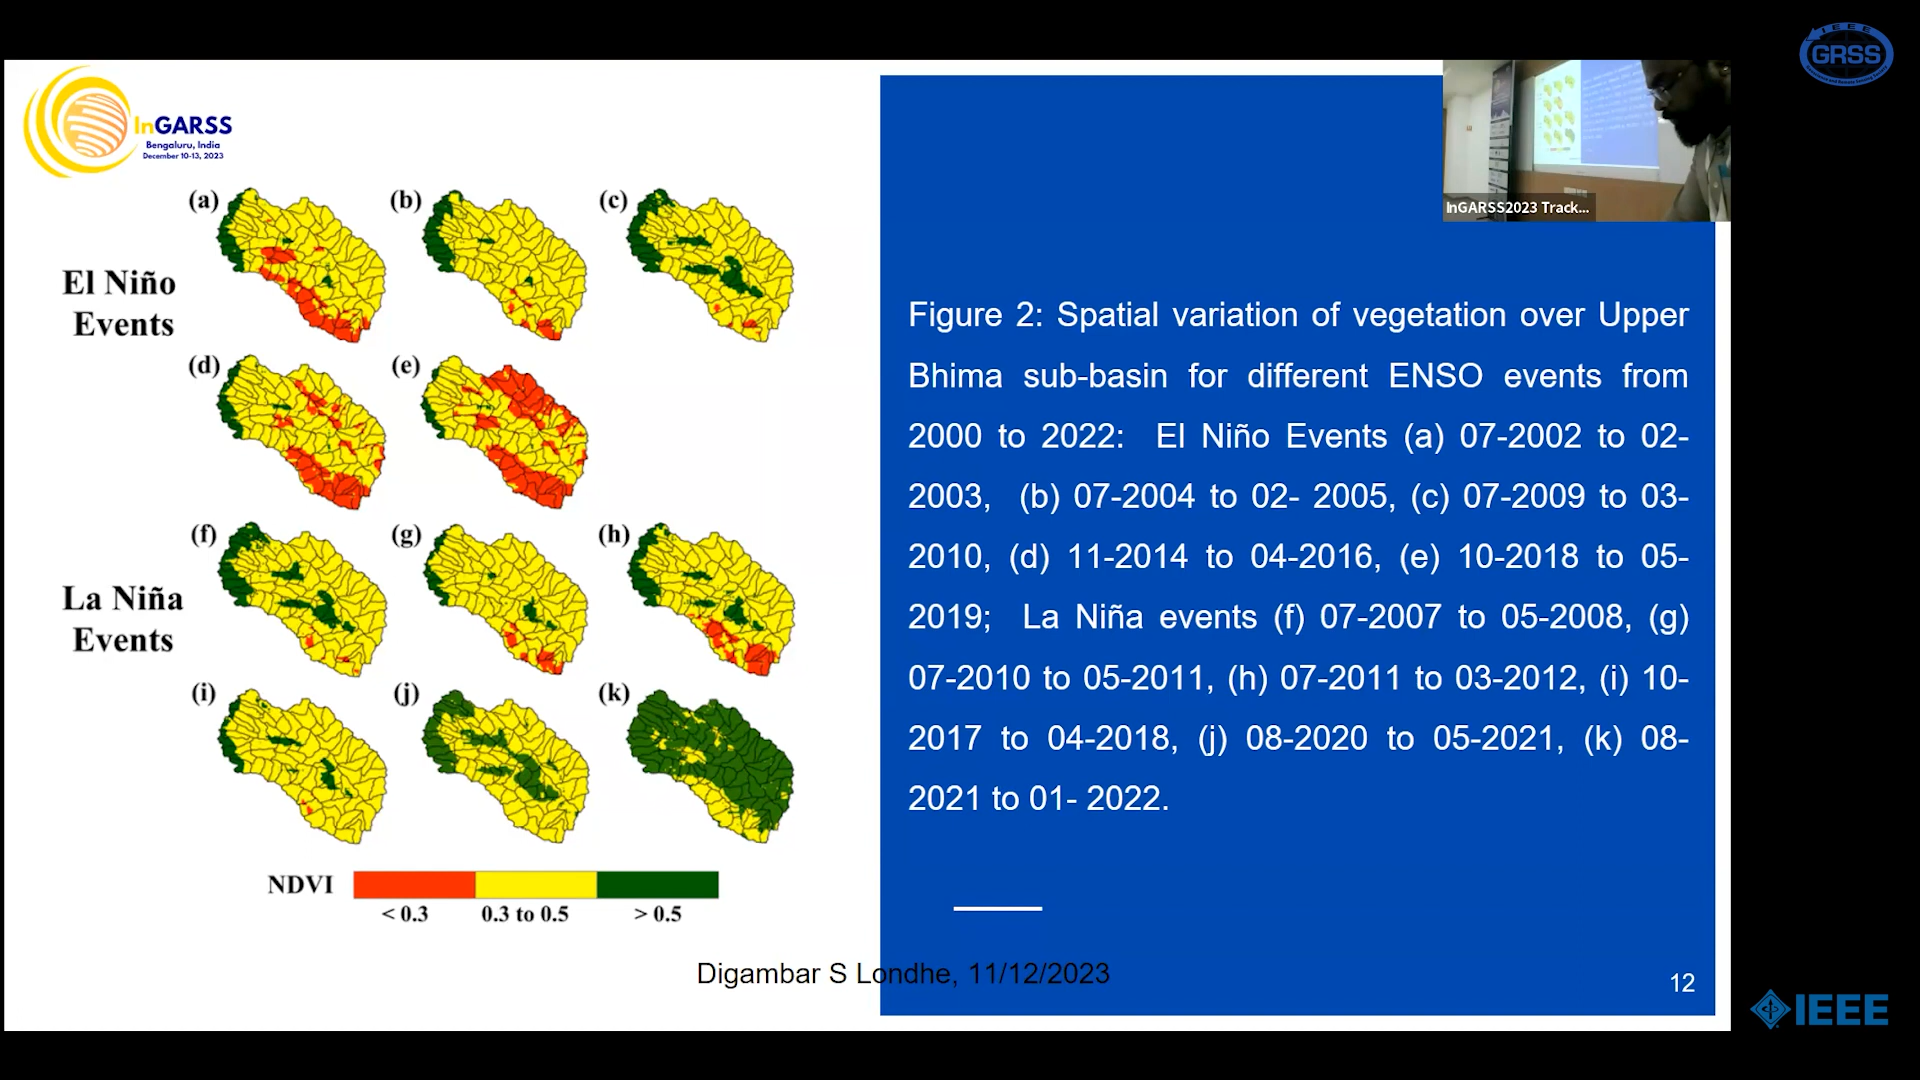 IEEE
GRSS
InGARSS
Bengaluru, India
December 10-13, 2023
InGARSS2023 Track...
(a)
(b)
(c)
El Niño
Events
(d)
(e)
(f)
(g)
(h)
La Niña
Events
(i)
(j)
(k)
NDVI
< 0.3
0.3 to 0.5
> 0.5
Figure 2: Spatial variation of vegetation over Upper
Bhima sub-basin for different ENSO events from
2000 to 2022: El Niño Events (a) 07-2002 to 02-
2003, (b) 07-2004 to 02- 2005, (c) 07-2009 to 03-
2010, (d) 11-2014 to 04-2016, (e) 10-2018 to 05-
2019; La Niña events (f) 07-2007 to 05-2008, (g)
07-2010 to 05-2011, (h) 07-2011 to 03-2012, (i) 10-
2017 to 04-2018, (j) 08-2020 to 05-2021, (k) 08-
2021 to 01- 2022.
Digambar S Londhe, 11/12/2023
12
IEEE